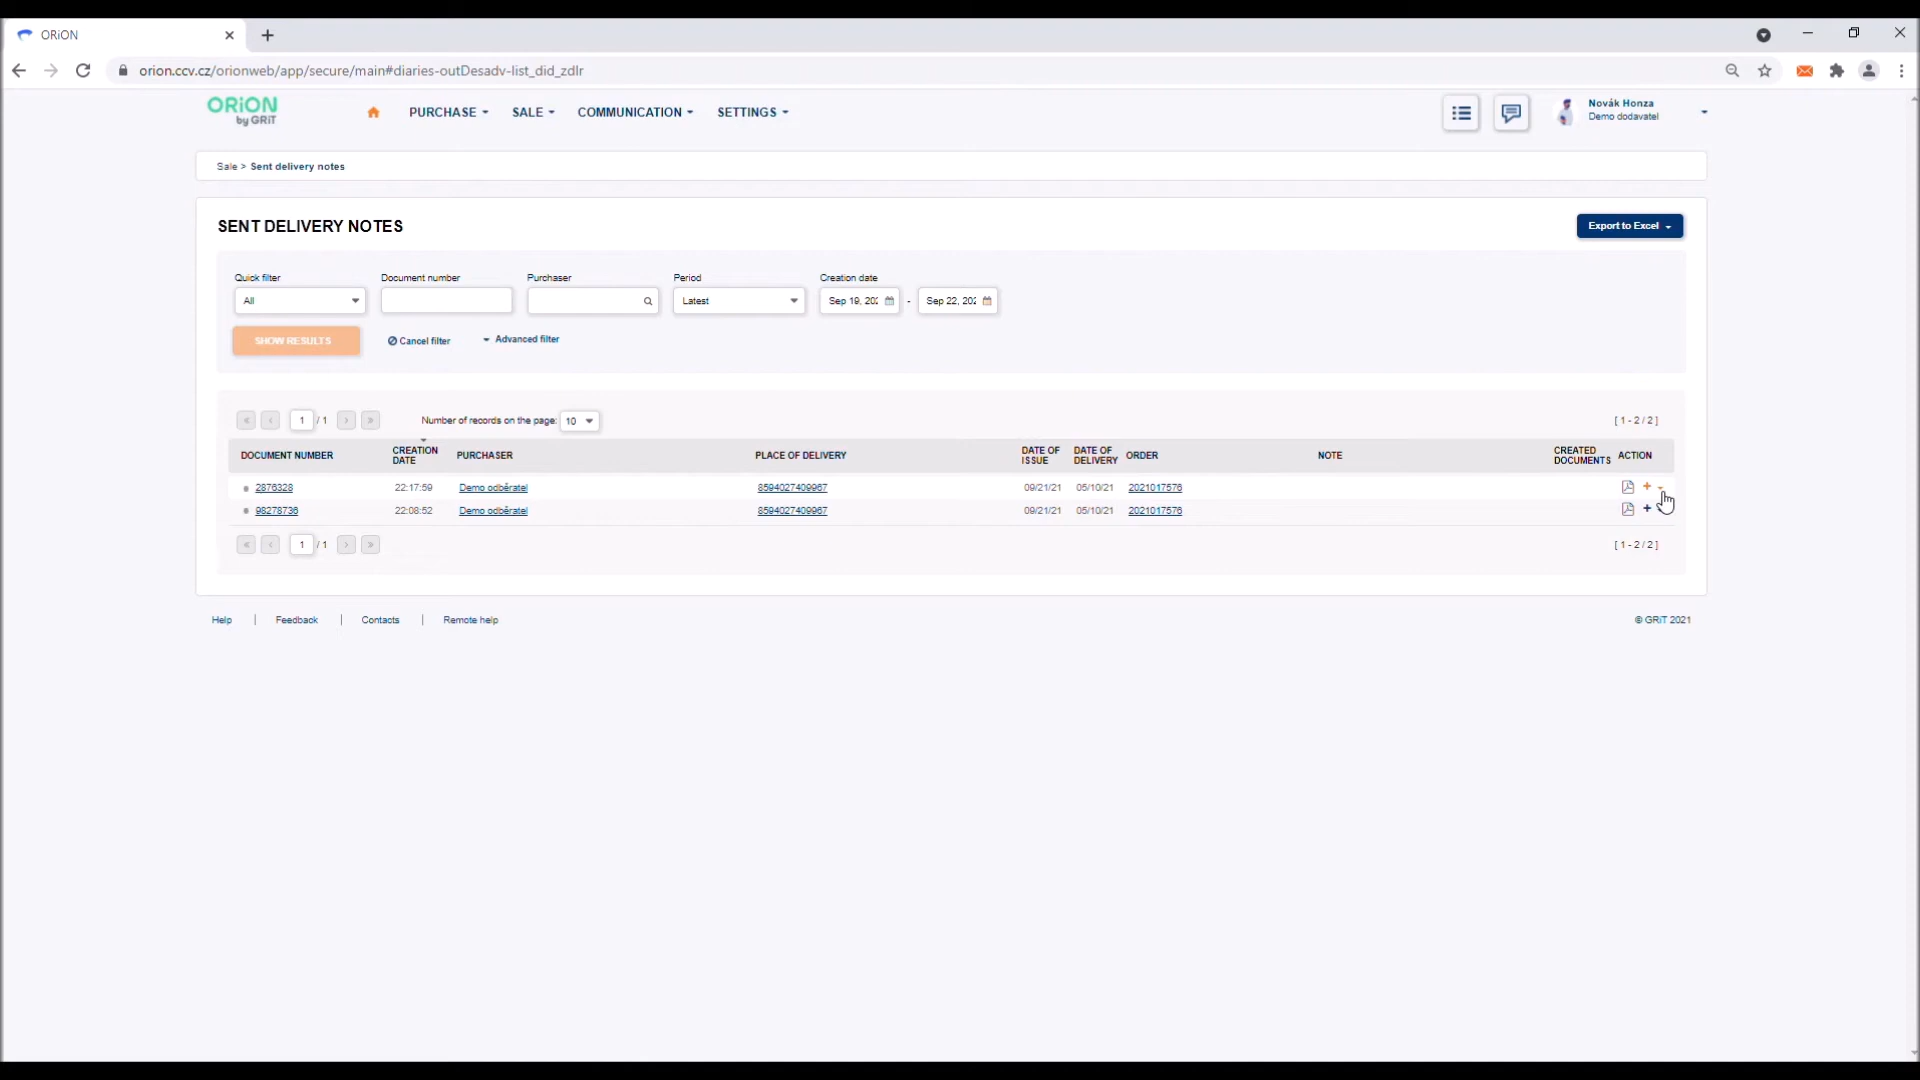 ORiON
orion.ccv.cz/orionweb/app/secure/main#diaries-outDesadv-list_did_zdlr
ORiON
by GRiT
PURCHASE SALE COMMUNICATION SETTINGS
Novák Honza
Demo dodavatel
Sale > Sent delivery notes
SENT DELIVERY NOTES
Export to Excel
Quick filter Document number Purchaser Period Creation date
All Latest Sep 19, 202 - Sep 22, 202
SHOW RESULTS Cancel filter Advanced filter
« ‹ 1 / 1 › » Number of records on the page: 10 [ 1 - 2 / 2 ]
DOCUMENT NUMBER CREATION DATE PURCHASER PLACE OF DELIVERY DATE OF ISSUE DATE OF DELIVERY ORDER NOTE CREATED DOCUMENTS ACTION
2876328 22:17:59 Demo odběratel 8594027409967 09/21/21 05/10/21 2021017576
98278736 22:08:52 Demo odběratel 8594027409967 09/21/21 05/10/21 2021017576
« ‹ 1 / 1 › » [ 1 - 2 / 2 ]
Help | Feedback | Contacts | Remote help © GRiT 2021